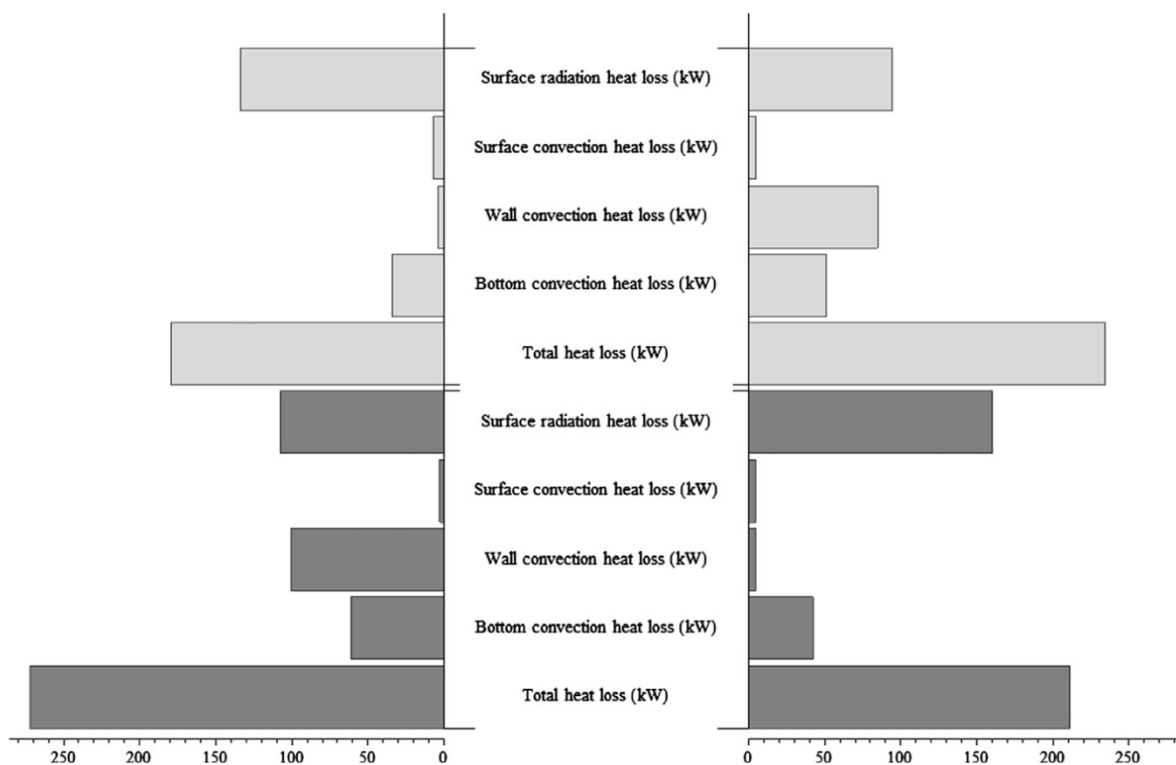 Surface radiation heat loss (kW)
Surface convection heat loss (kW)
Wall convection heat loss (kW)
Bottom convection heat loss (kW)
Total heat loss (kW)
Surface radiation heat loss (kW)
Surface convection heat loss (kW)
Wall convection heat loss (kW)
Bottom convection heat loss (kW)
Total heat loss (kW)
250 200 150 100 50 0
0 50 100 150 200 250